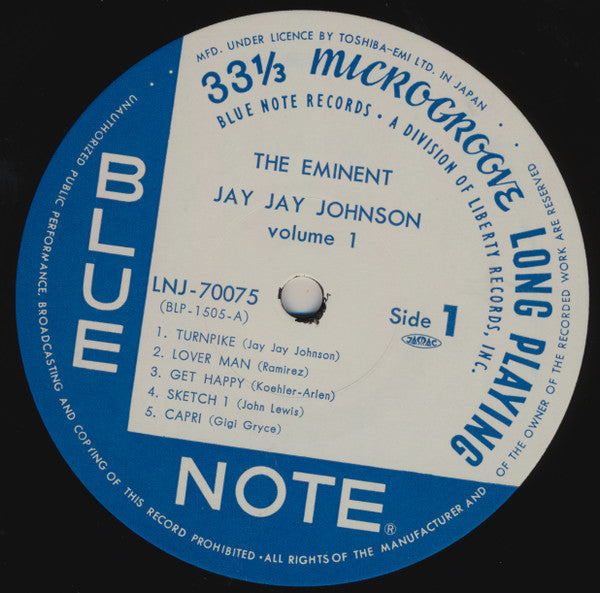 MFD. UNDER LICENCE BY TOSHIBA-EMI LTD. IN JAPAN
33⅓ MICROGROOVE LONG PLAYING
BLUE NOTE RECORDS • A DIVISION OF LIBERTY RECORDS, INC.
THE EMINENT
JAY JAY JOHNSON
volume 1
LNJ-70075
(BLP-1505-A)
Side 1
JASRAC
1. TURNPIKE (Jay Jay Johnson)
2. LOVER MAN (Ramirez)
3. GET HAPPY (Koehler-Arlen)
4. SKETCH 1 (John Lewis)
5. CAPRI (Gigi Gryce)
BLUE
NOTE®
UNAUTHORIZED PUBLIC PERFORMANCE, BROADCASTING AND COPYING OF THIS RECORD PROHIBITED • ALL RIGHTS OF THE MANUFACTURER AND OF THE OWNER OF THE RECORDED WORK ARE RESERVED